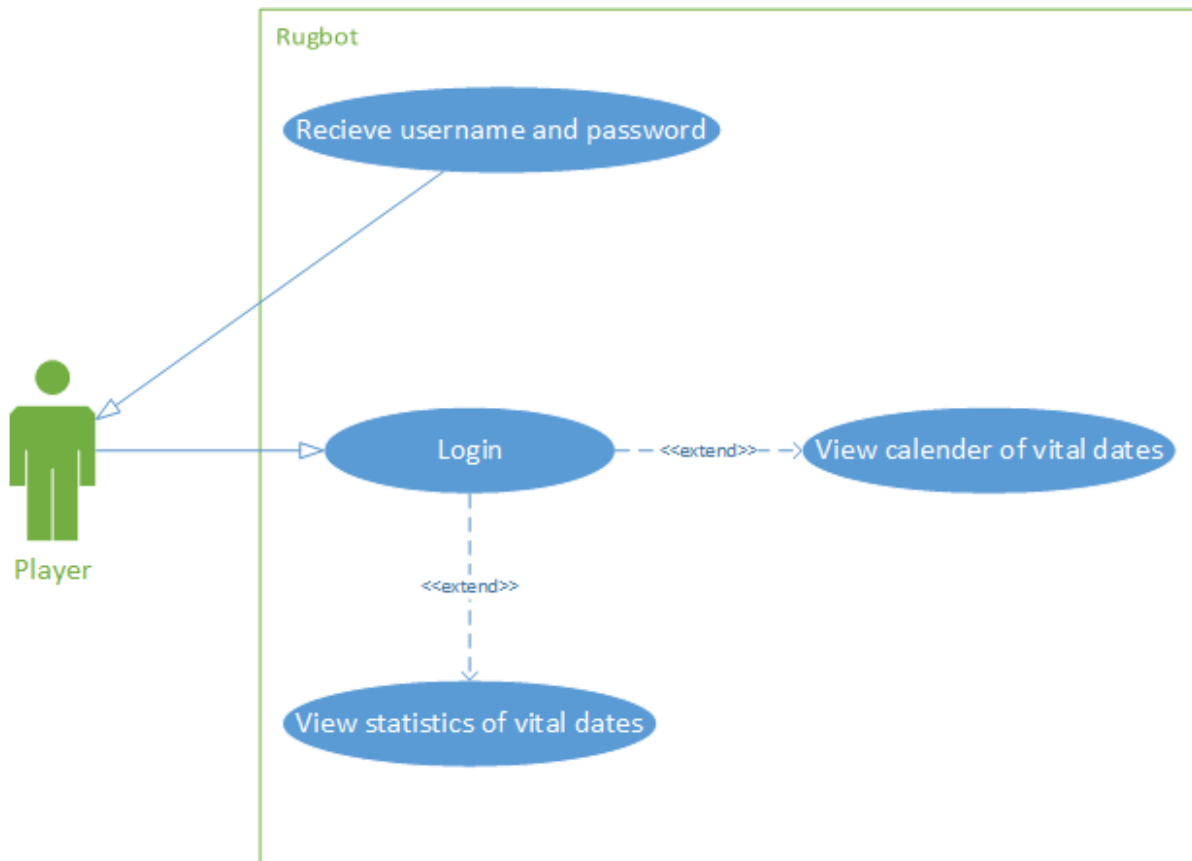 Rugbot
Recieve username and password
Login
<<extend>>
View calender of vital dates
Player
<<extend>>
View statistics of vital dates